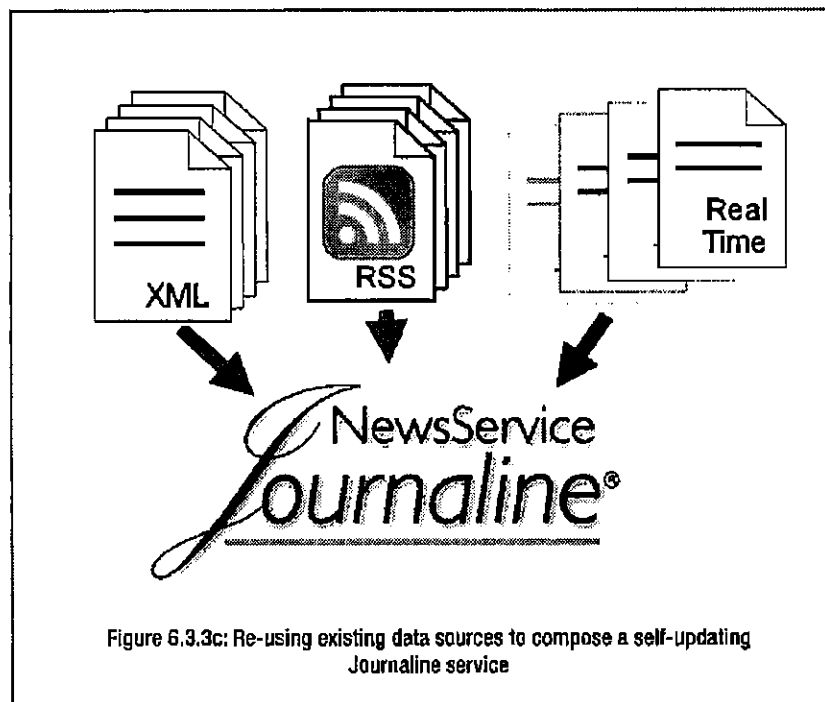 XML
RSS
Real
Time
NewsService
Journaline®
Figure 6.3.3c: Re-using existing data sources to compose a self-updating
Journaline service